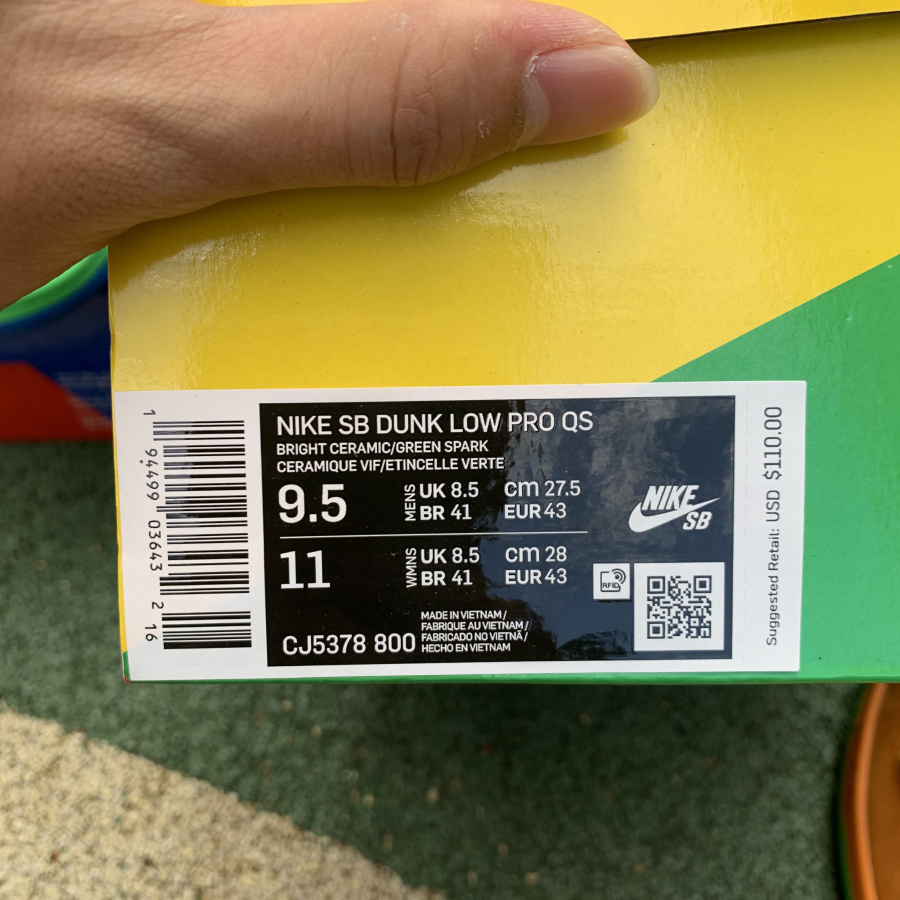 NIKE SB DUNK LOW PRO QS
BRIGHT CERAMIC/GREEN SPARK
CERAMIQUE VIF/ETINCELLE VERTE
9.5
MENS
UK 8.5 cm 27.5
BR 41 EUR 43
11
WMNS
UK 8.5 cm 28
BR 41 EUR 43
CJ5378 800
MADE IN VIETNAM /
FABRIQUE AU VIETNAM /
FABRICADO NO VIETNÃ /
HECHO EN VIETNAM
NIKE
SB
RFID
1 94499 03643 2 16
Suggested Retail: USD $110.00